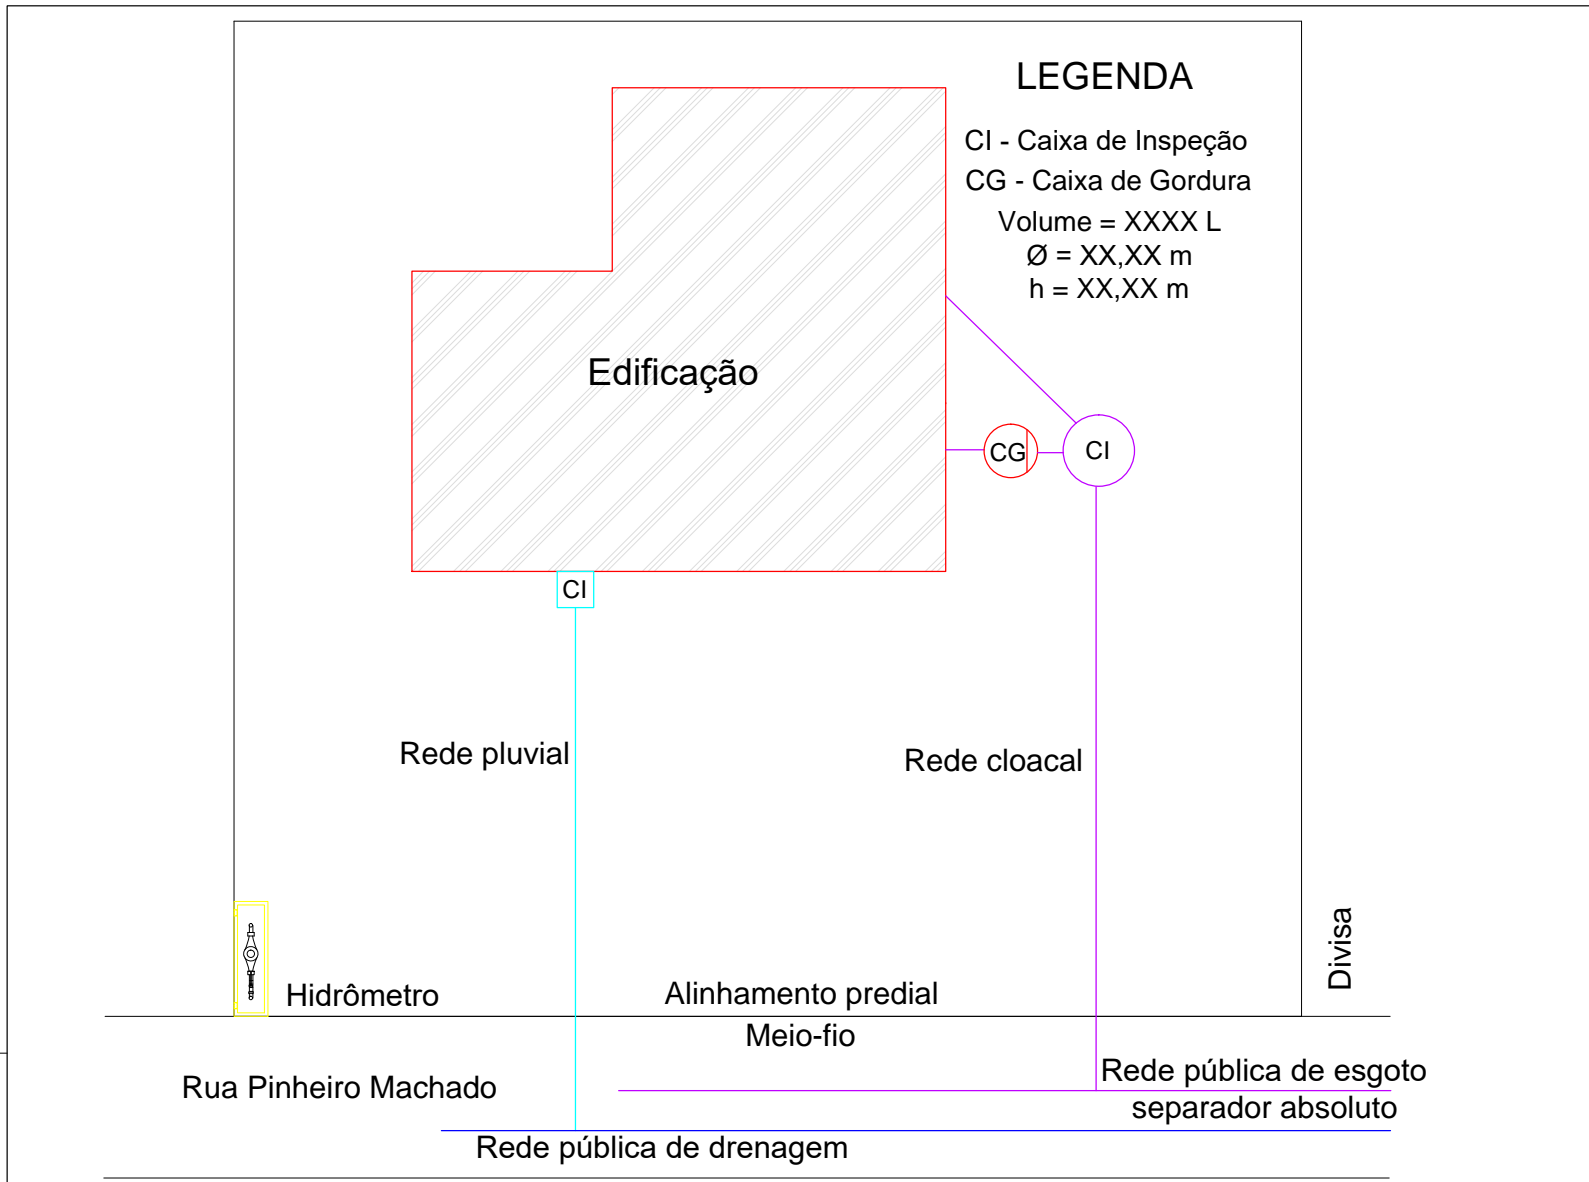 LEGENDA
CI - Caixa de Inspeção
CG - Caixa de Gordura
Volume = XXXX L
Ø = XX,XX m
h = XX,XX m
Edificação
CG
CI
CI
Rede pluvial
Rede cloacal
Divisa
Hidrômetro
Alinhamento predial
Meio-fio
Rua Pinheiro Machado
Rede pública de esgoto
separador absoluto
Rede pública de drenagem